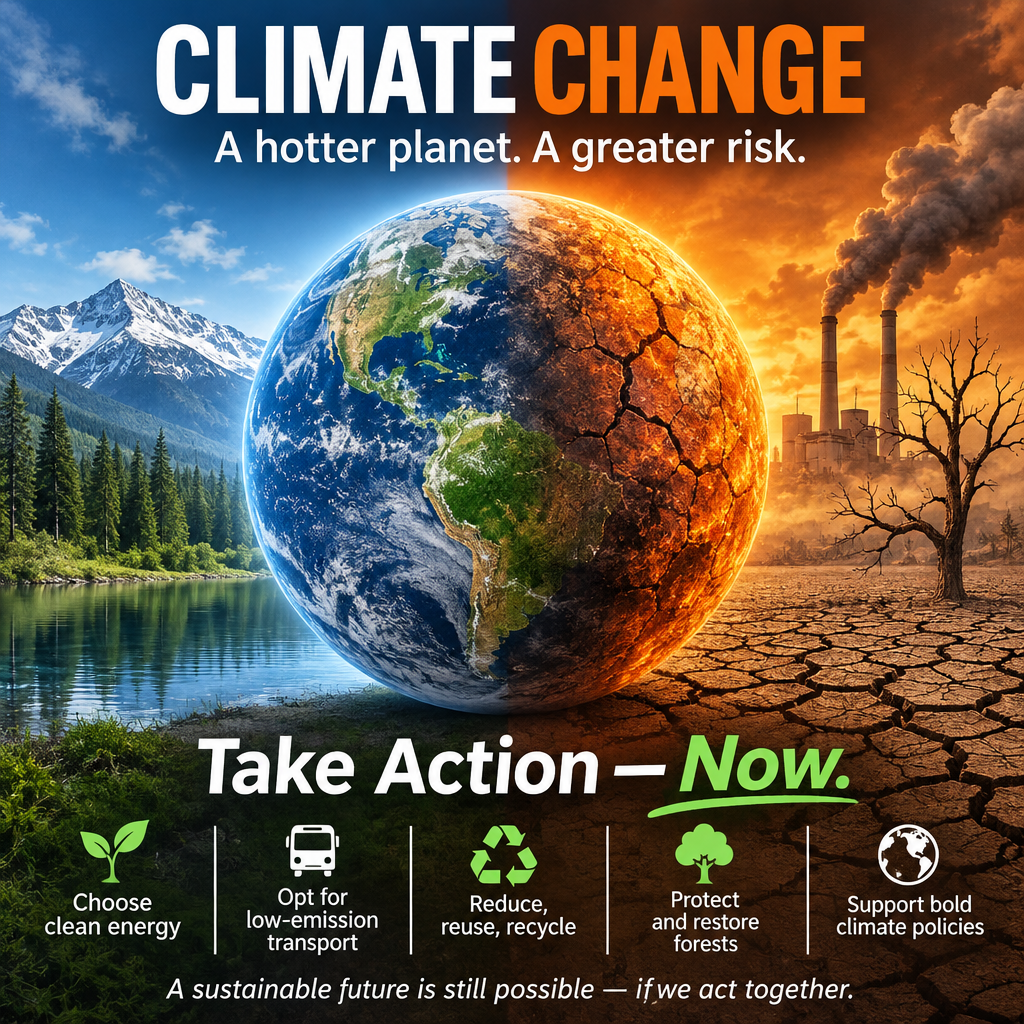 CLIMATE CHANGE
A hotter planet. A greater risk.
Take Action – Now.
Choose
clean energy
Opt for
low-emission
transport
Reduce,
reuse, recycle
Protect
and restore
forests
Support bold
climate policies
A sustainable future is still possible — if we act together.